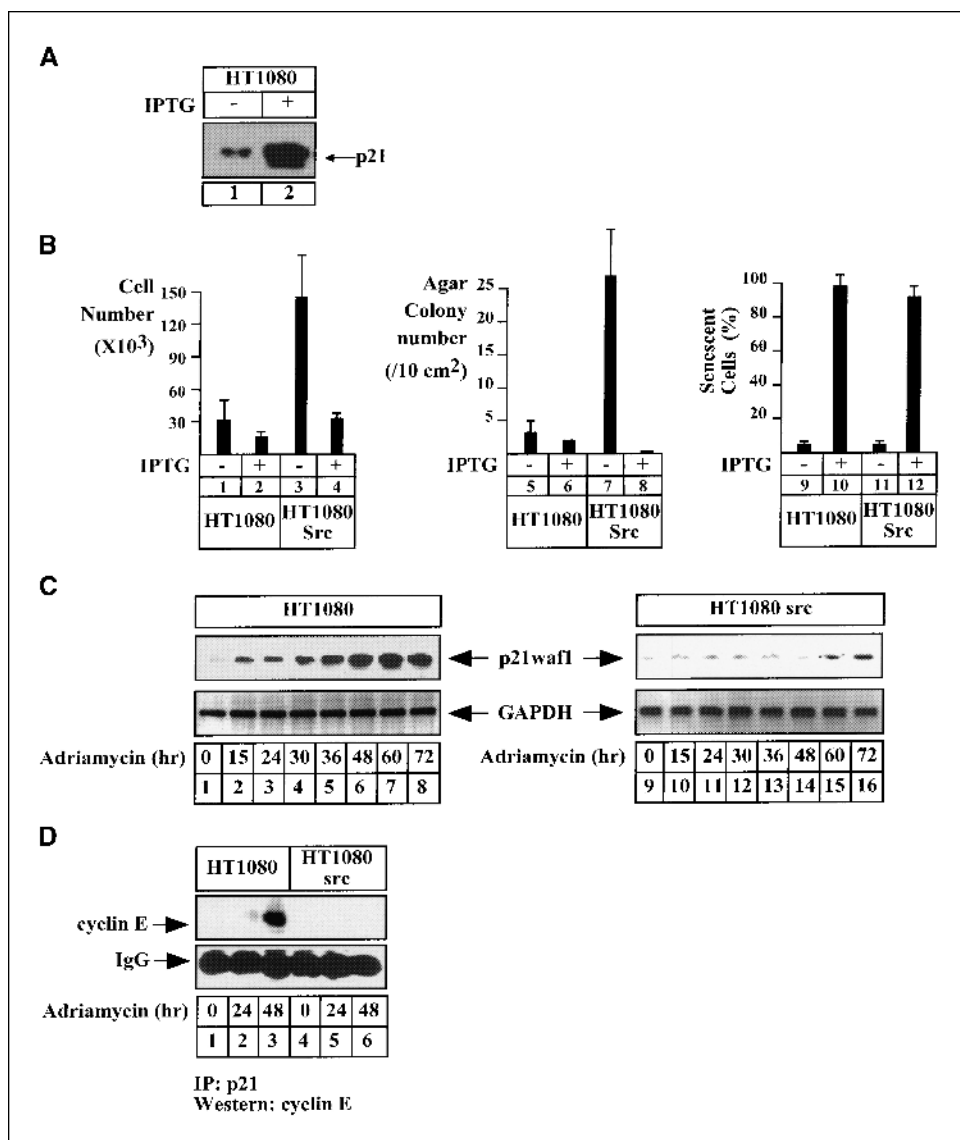 A
HT1080
IPTG - +
p21
1 2
B
Cell Number (X10³)
150
120
90
60
30
IPTG - + - +
1 2 3 4
HT1080 HT1080 Src
Agar Colony number (/10 cm²)
25
20
15
10
5
IPTG - + - +
5 6 7 8
HT1080 HT1080 Src
Senescent Cells (%)
100
80
60
40
20
IPTG - + - +
9 10 11 12
HT1080 HT1080 Src
C
HT1080 HT1080 src
p21waf1
GAPDH
Adriamycin (hr) 0 15 24 30 36 48 60 72
1 2 3 4 5 6 7 8
Adriamycin (hr) 0 15 24 30 36 48 60 72
9 10 11 12 13 14 15 16
D
HT1080 HT1080 src
cyclin E
IgG
Adriamycin (hr) 0 24 48 0 24 48
1 2 3 4 5 6
IP: p21
Western: cyclin E